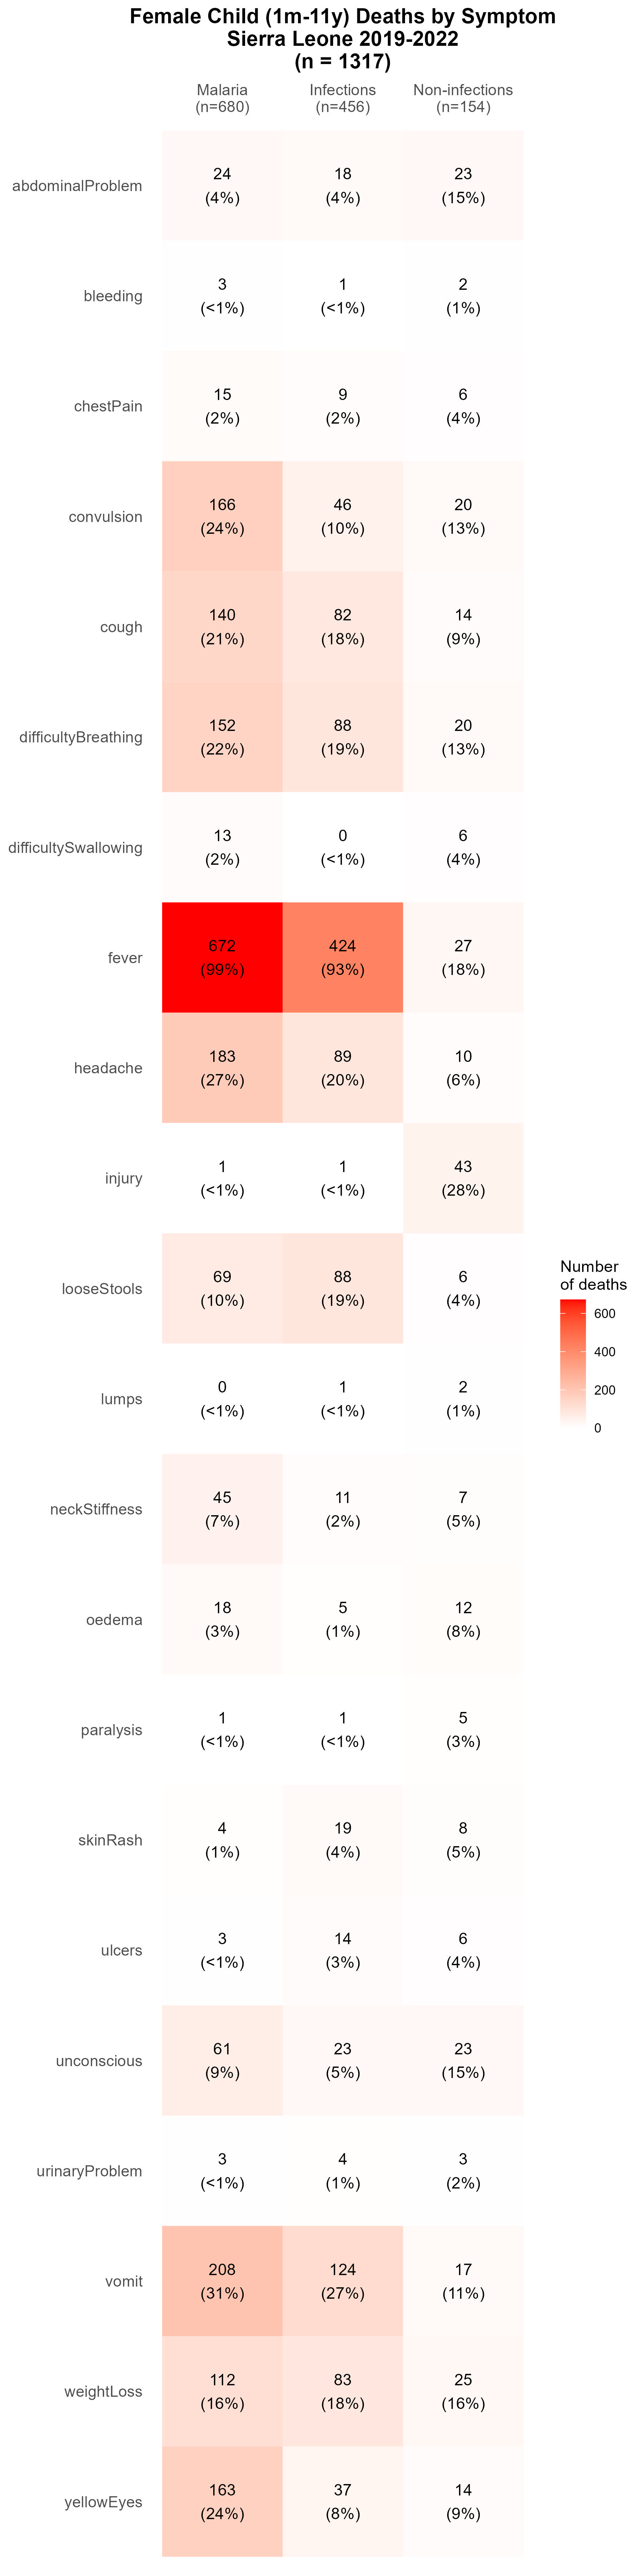 Female Child (1m-11y) Deaths by Symptom
Sierra Leone 2019-2022
(n = 1317)
Malaria Infections Non-infections
(n=680) (n=456) (n=154)
abdominalProblem 24 18 23
(4%) (4%) (15%)
bleeding 3 1 2
(<1%) (<1%) (1%)
chestPain 15 9 6
(2%) (2%) (4%)
convulsion 166 46 20
(24%) (10%) (13%)
cough 140 82 14
(21%) (18%) (9%)
difficultyBreathing 152 88 20
(22%) (19%) (13%)
difficultySwallowing 13 0 6
(2%) (<1%) (4%)
fever 672 424 27
(99%) (93%) (18%)
headache 183 89 10
(27%) (20%) (6%)
injury 1 1 43
(<1%) (<1%) (28%)
looseStools 69 88 6
(10%) (19%) (4%)
lumps 0 1 2
(<1%) (<1%) (1%)
neckStiffness 45 11 7
(7%) (2%) (5%)
oedema 18 5 12
(3%) (1%) (8%)
paralysis 1 1 5
(<1%) (<1%) (3%)
skinRash 4 19 8
(1%) (4%) (5%)
ulcers 3 14 6
(<1%) (3%) (4%)
unconscious 61 23 23
(9%) (5%) (15%)
urinaryProblem 3 4 3
(<1%) (1%) (2%)
vomit 208 124 17
(31%) (27%) (11%)
weightLoss 112 83 25
(16%) (18%) (16%)
yellowEyes 163 37 14
(24%) (8%) (9%)
Number
of deaths
600
400
200
0